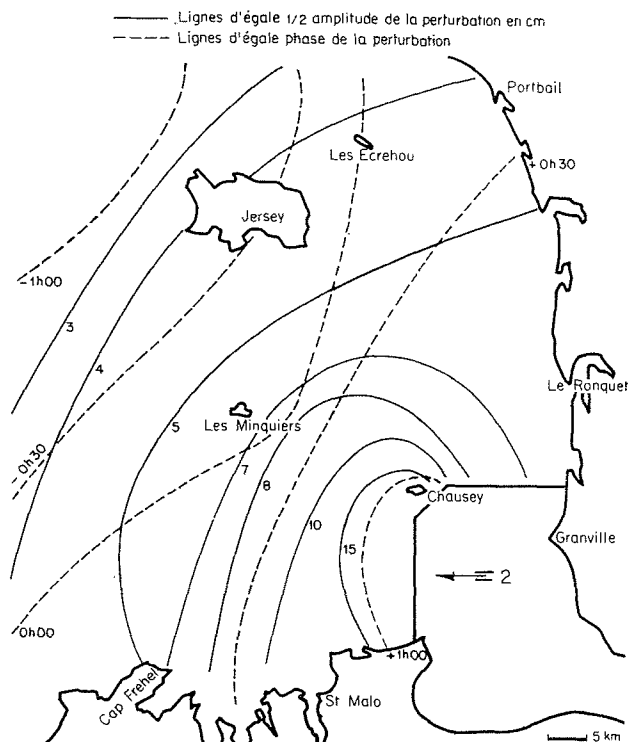 Lignes d'égale 1/2 amplitude de la perturbation en cm
Lignes d'égale phase de la perturbation
Portbail
Les Ecrehou
+0h30
Jersey
-1h00
3
4
Le Ronquet
5
Les Minquiers
7
-0h30
8
Chausey
10
Granville
15
= 2
0h00
+1h00
Cap Frehel
St Malo
5 km